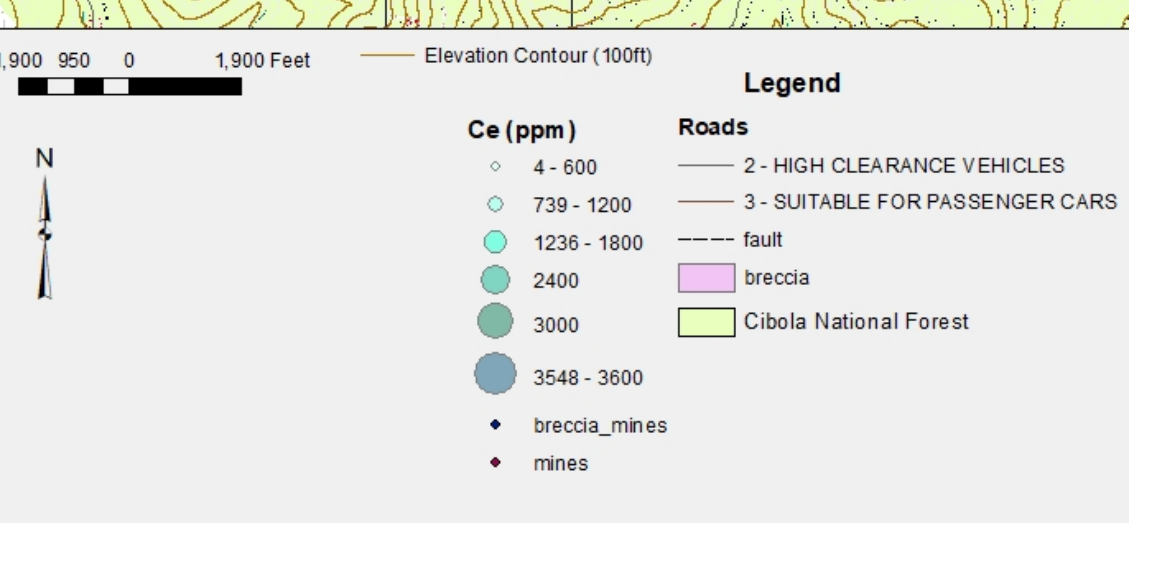 1,900 950 0 1,900 Feet
Elevation Contour (100ft)
Legend
Ce (ppm)
4 - 600
739 - 1200
1236 - 1800
2400
3000
3548 - 3600
breccia_mines
mines
Roads
2 - HIGH CLEARANCE VEHICLES
3 - SUITABLE FOR PASSENGER CARS
fault
breccia
Cibola National Forest
N